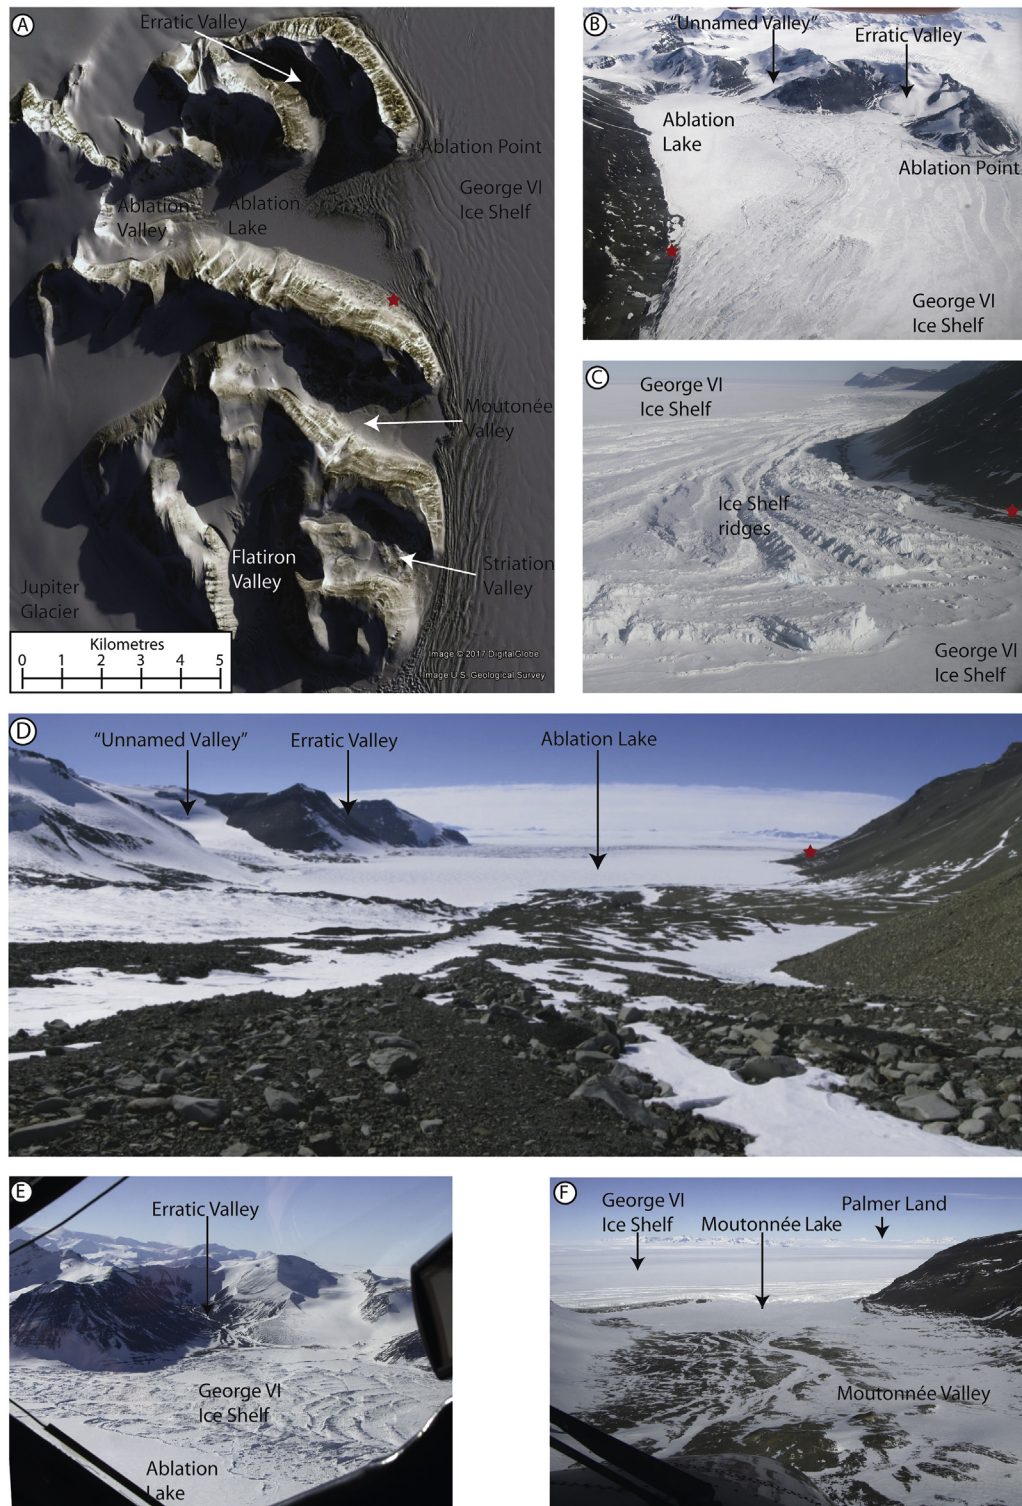 A
Erratic Valley
Ablation Point
George VI
Ice Shelf
Ablation
Valley
Ablation
Lake
Moutonée
Valley
Striation
Valley
Flatiron
Valley
Jupiter
Glacier
Kilometres
0 1 2 3 4 5
Image © 2017 DigitalGlobe
Image U.S. Geological Survey
B
“Unnamed Valley”
Erratic Valley
Ablation
Lake
Ablation Point
George VI
Ice Shelf
C
George VI
Ice Shelf
Ice Shelf
ridges
George VI
Ice Shelf
D
“Unnamed Valley”
Erratic Valley
Ablation Lake
E
Erratic Valley
George VI
Ice Shelf
Ablation
Lake
F
George VI
Ice Shelf
Moutonnée Lake
Palmer Land
Moutonnée Valley